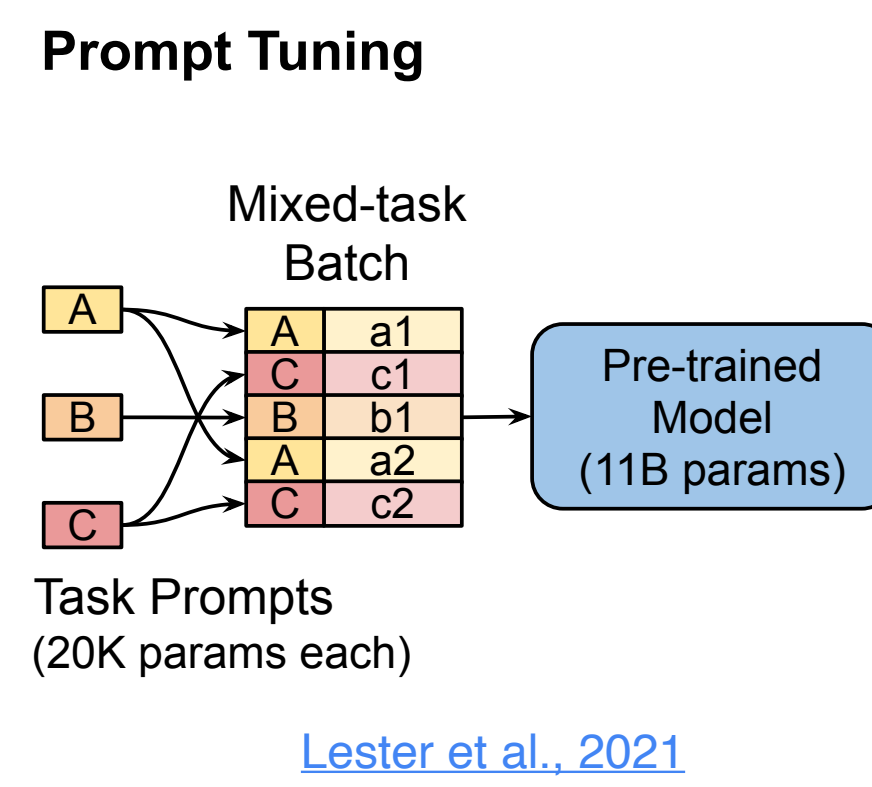 Prompt Tuning
Mixed-task
Batch
A
B
C
A a1
C c1
B b1
A a2
C c2
Pre-trained
Model
(11B params)
Task Prompts
(20K params each)
Lester et al., 2021